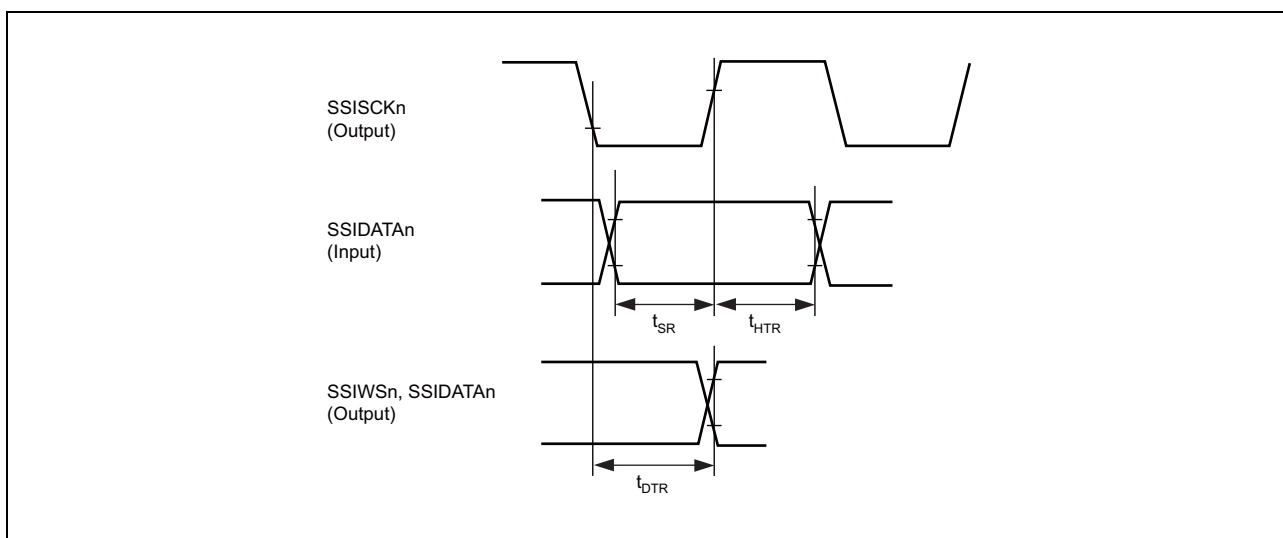 SSISCKn
(Output)
SSIDATAn
(Input)
tSR
tHTR
SSIWSn, SSIDATAn
(Output)
tDTR